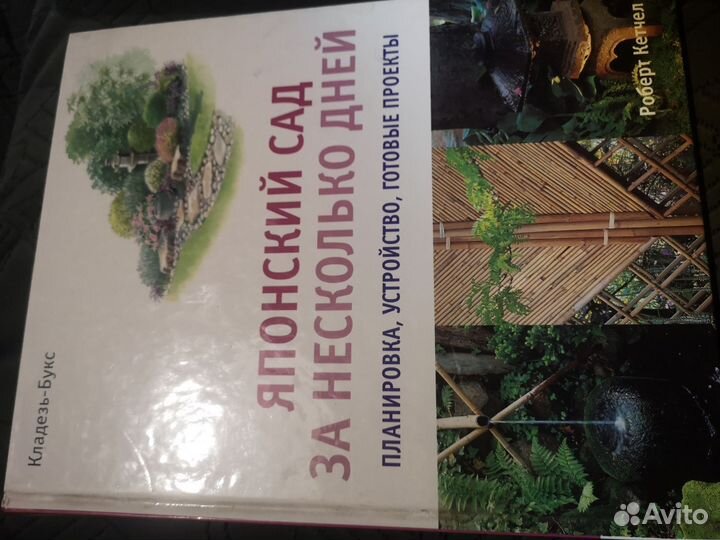 Роберт Кетчел
ЯПОНСКИЙ САД
ЗА НЕСКОЛЬКО ДНЕЙ
ПЛАНИРОВКА, УСТРОЙСТВО, ГОТОВЫЕ ПРОЕКТЫ
Кладезь-Букс
Avito